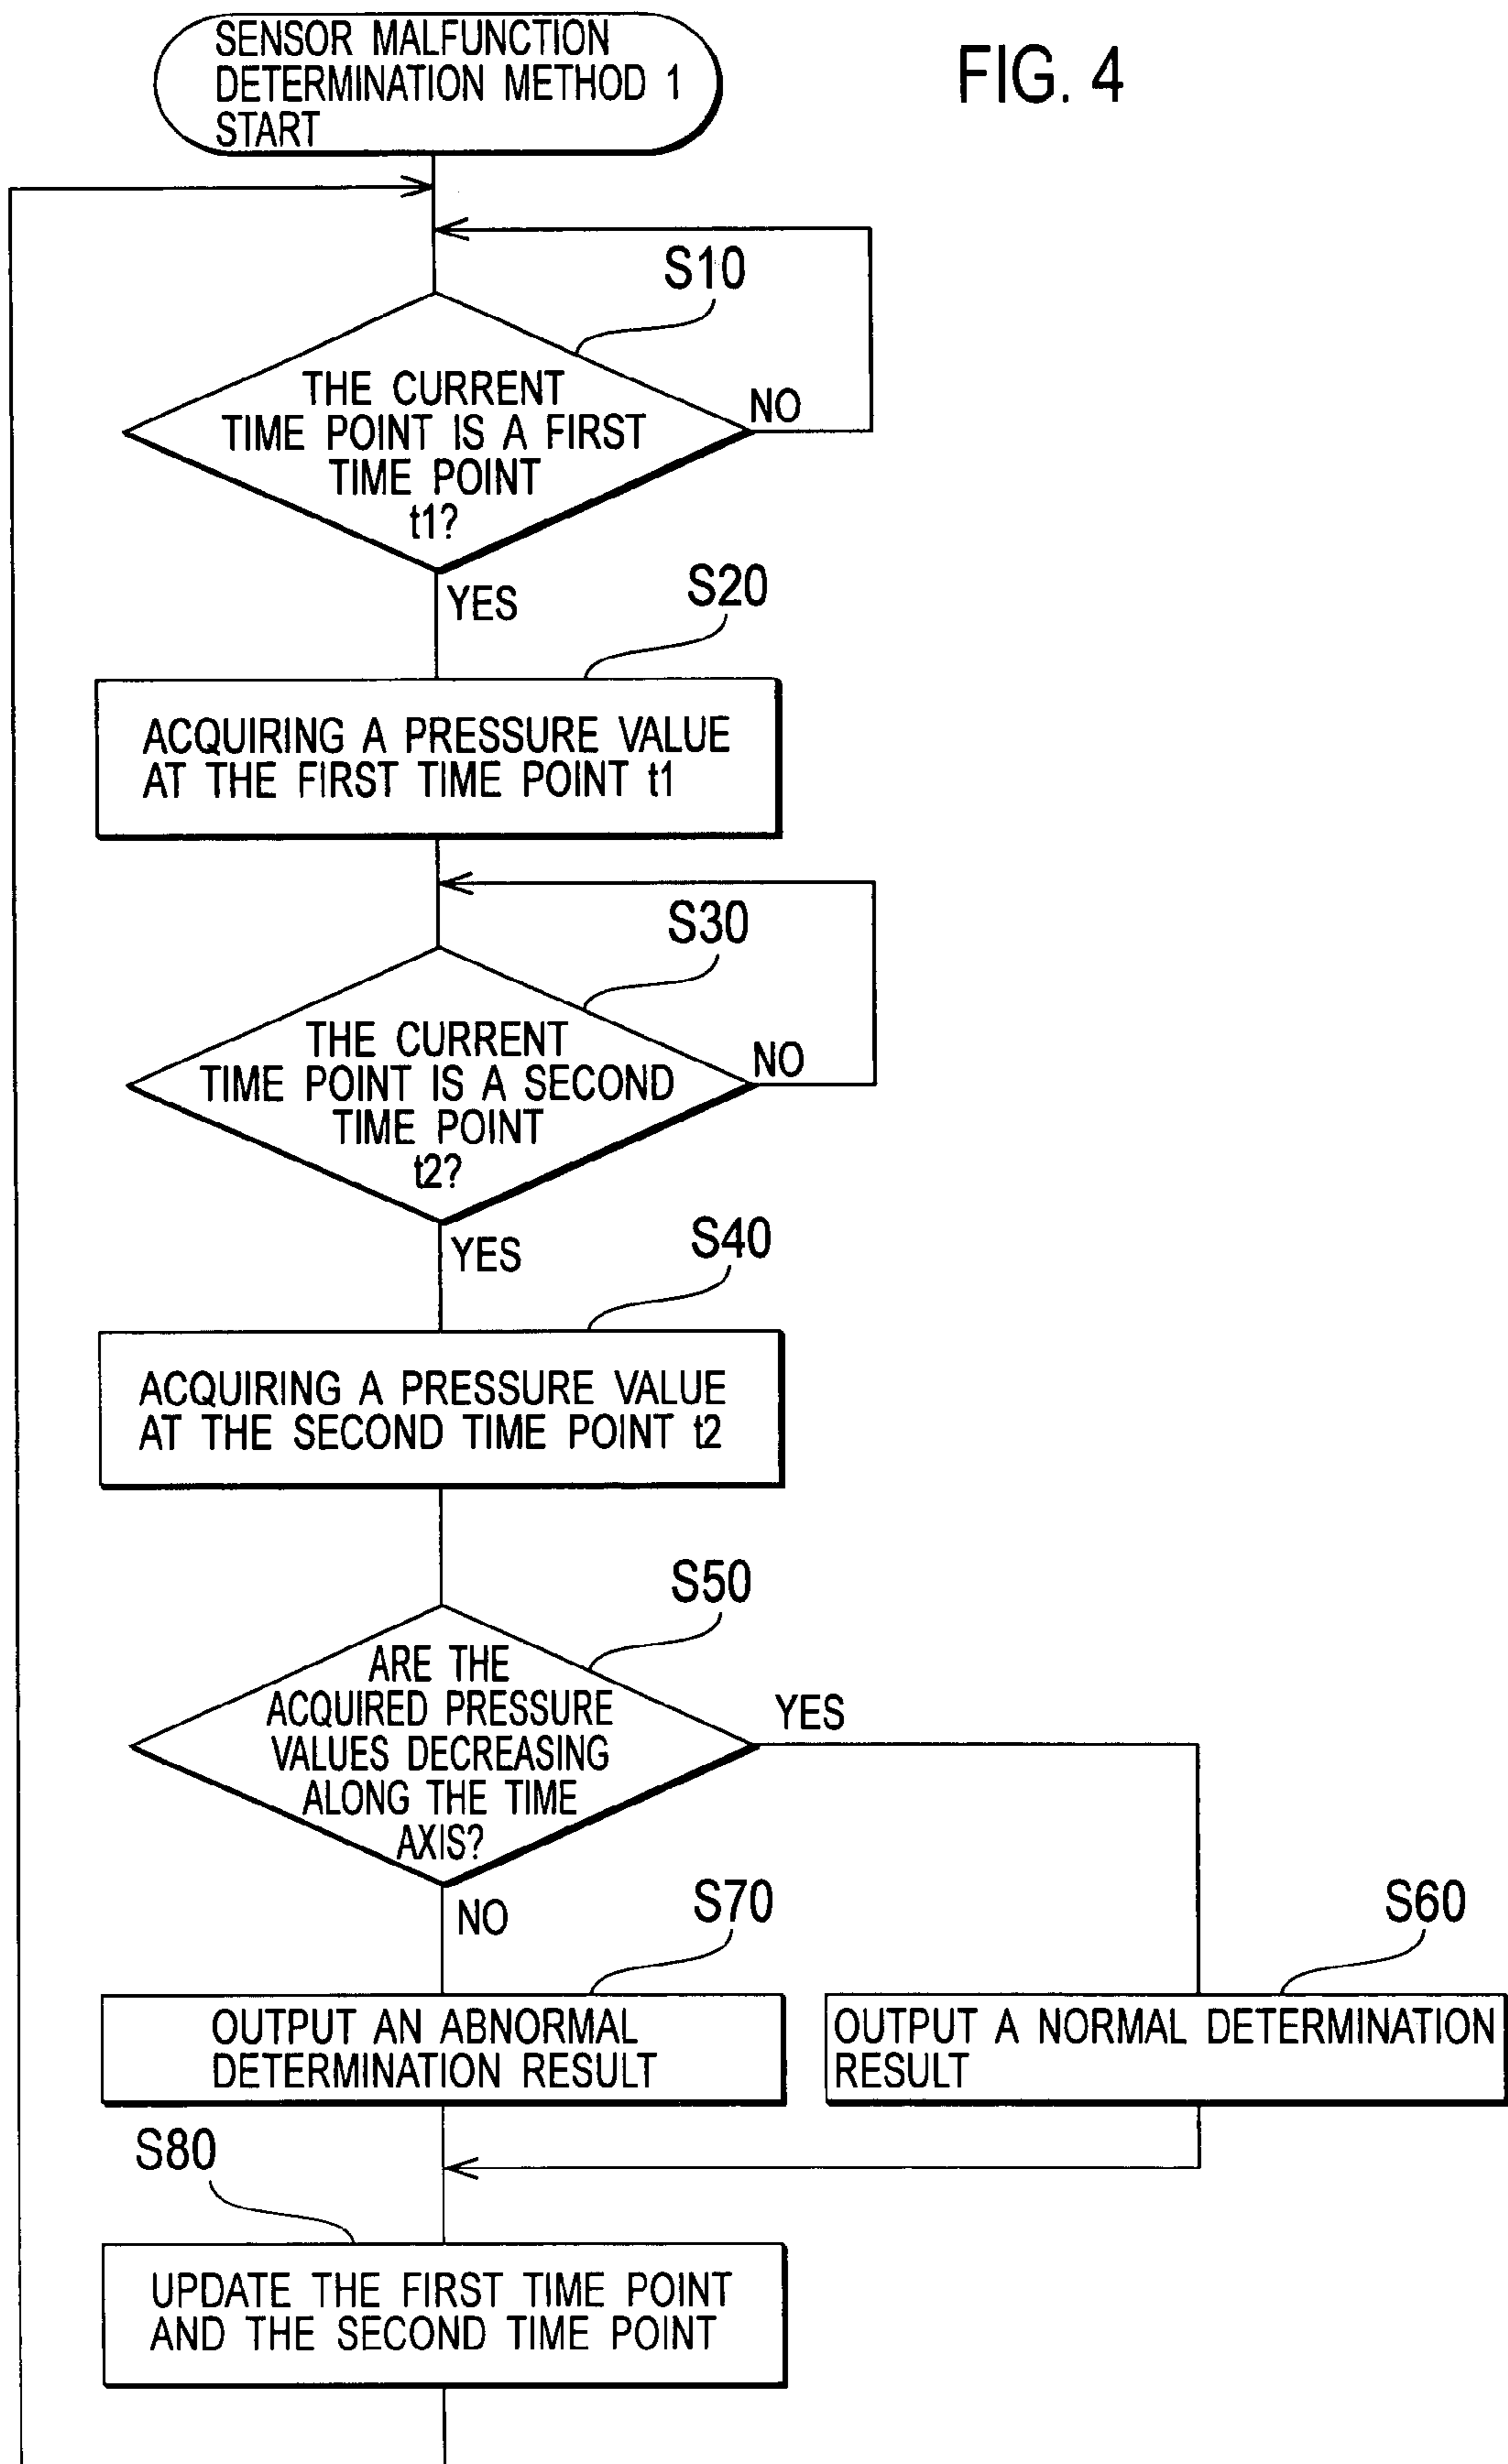 SENSOR MALFUNCTION
DETERMINATION METHOD 1
START
FIG. 4
S10
THE CURRENT
TIME POINT IS A FIRST
TIME POINT
t1?
NO
YES
S20
ACQUIRING A PRESSURE VALUE
AT THE FIRST TIME POINT t1
S30
THE CURRENT
TIME POINT IS A SECOND
TIME POINT
t2?
NO
YES
S40
ACQUIRING A PRESSURE VALUE
AT THE SECOND TIME POINT t2
S50
ARE THE
ACQUIRED PRESSURE
VALUES DECREASING
ALONG THE TIME
AXIS?
YES
NO
S70
S60
OUTPUT AN ABNORMAL
DETERMINATION RESULT
OUTPUT A NORMAL DETERMINATION
RESULT
S80
UPDATE THE FIRST TIME POINT
AND THE SECOND TIME POINT